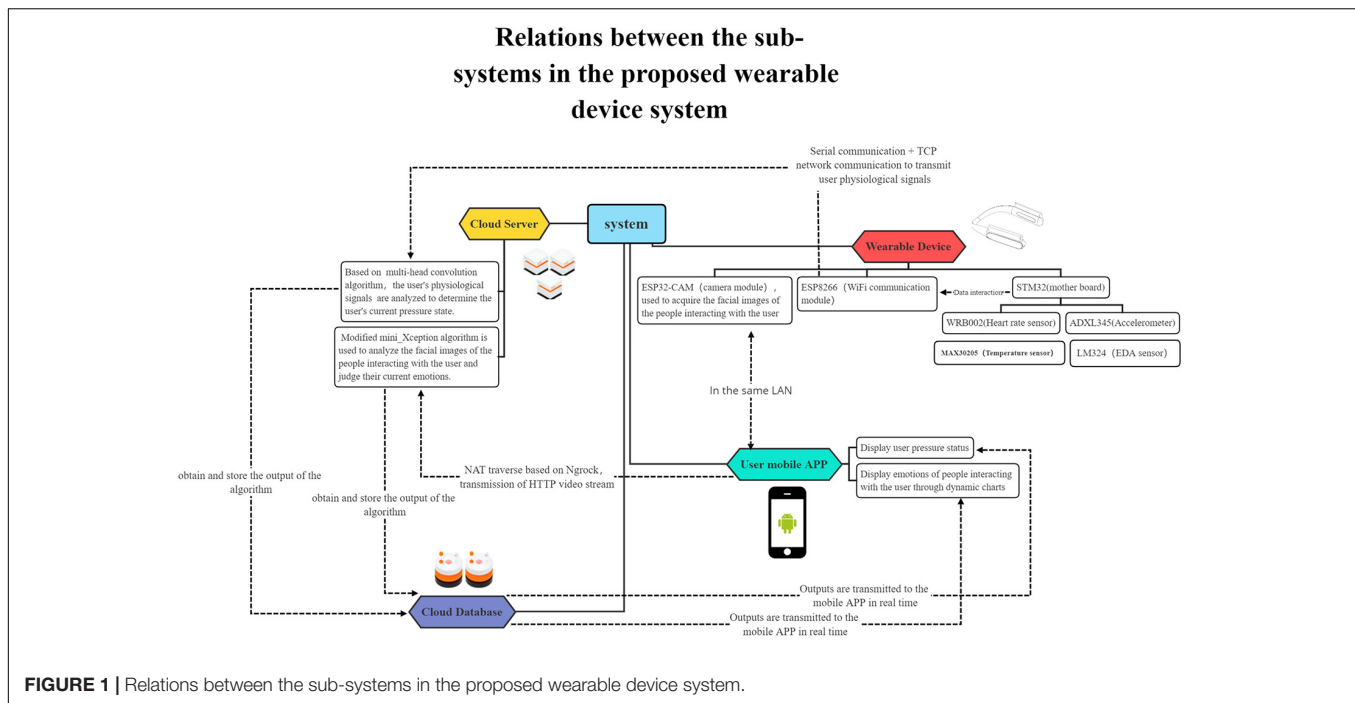 Relations between the sub-
systems in the proposed wearable
device system
Serial communication + TCP
network communication to transmit
user physiological signals
Cloud Server
system
Wearable Device
Based on multi-head convolution
algorithm, the user's physiological
signals are analyzed to determine the
user's current pressure state.
Modified mini_Xception algorithm is
used to analyze the facial images of the
people interacting with the user and
judge their current emotions.
ESP32-CAM（camera module）,
used to acquire the facial images of
the people interacting with the user
ESP8266（WiFi communication
module）
Data interaction
STM32(mother board)
WRB002(Heart rate sensor)
ADXL345(Accelerometer)
MAX30205（Temperature sensor）
LM324（EDA sensor）
In the same LAN
User mobile APP
Display user pressure status
Display emotions of people interacting
with the user through dynamic charts
NAT traverse based on Ngrock,
transmission of HTTP video stream
obtain and store the output of the
algorithm
obtain and store the output of the
algorithm
Cloud Database
Outputs are transmitted to the
mobile APP in real time
Outputs are transmitted to the
mobile APP in real time
FIGURE 1 | Relations between the sub-systems in the proposed wearable device system.